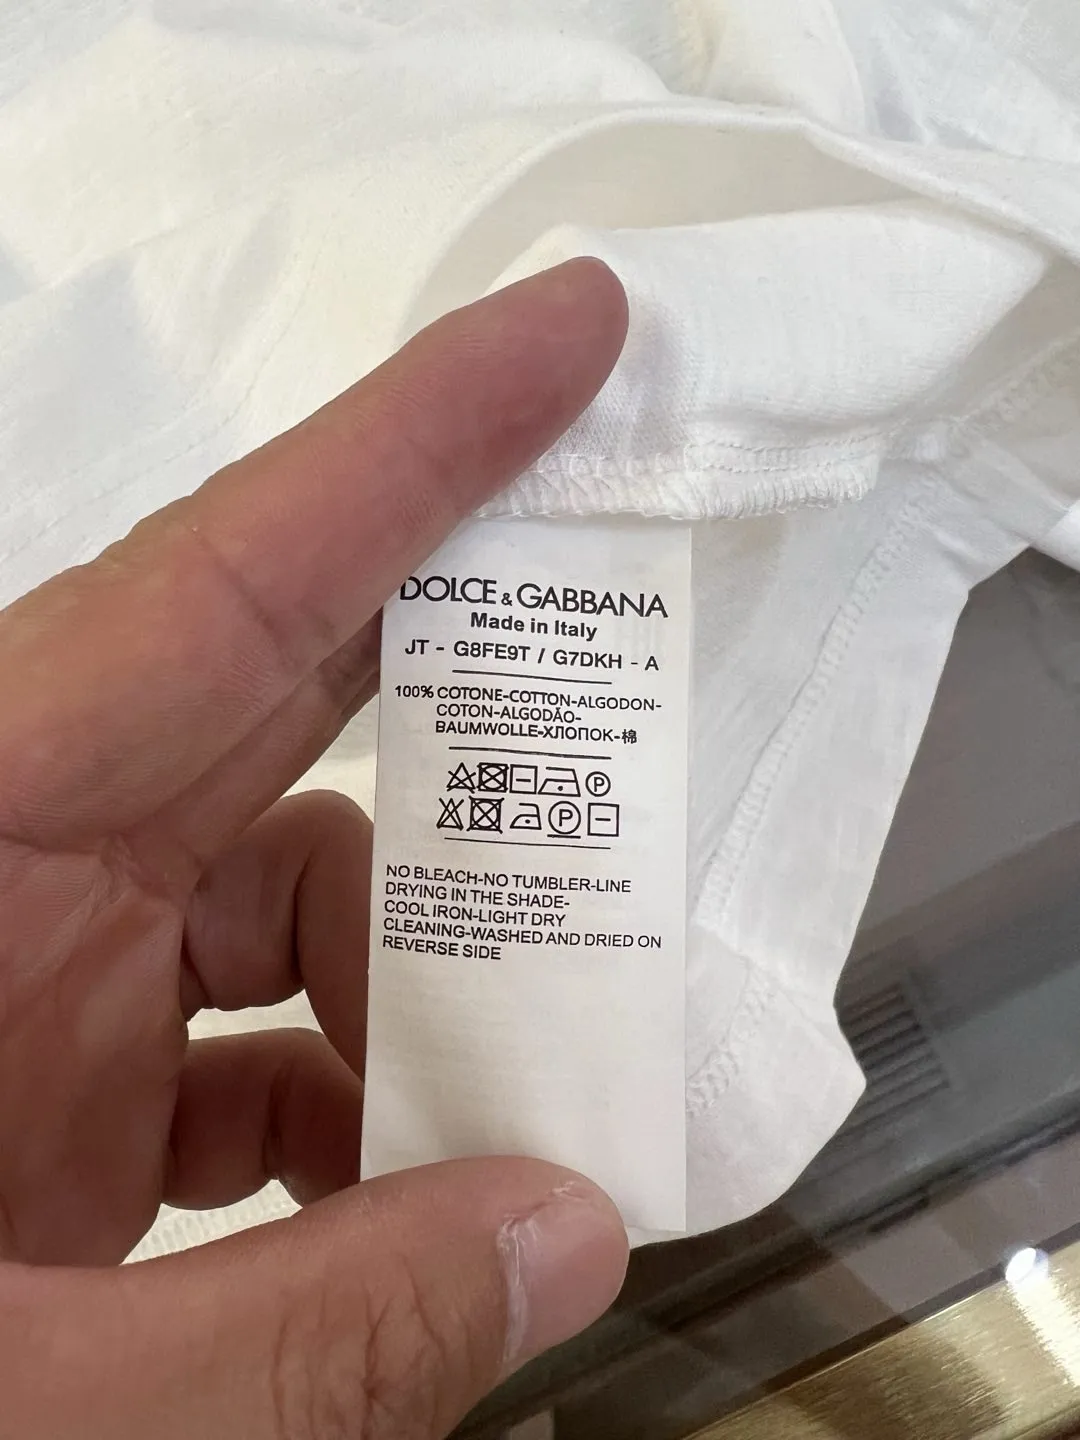 DOLCE & GABBANA
Made in Italy
JT - G8FE9T / G7DKH - A
100% COTONE-COTTON-ALGODON-
COTON-ALGODÃO-
BAUMWOLLE-ХЛОПОК-棉
P
P
NO BLEACH-NO TUMBLER-LINE
DRYING IN THE SHADE-
COOL IRON-LIGHT DRY
CLEANING-WASHED AND DRIED ON
REVERSE SIDE